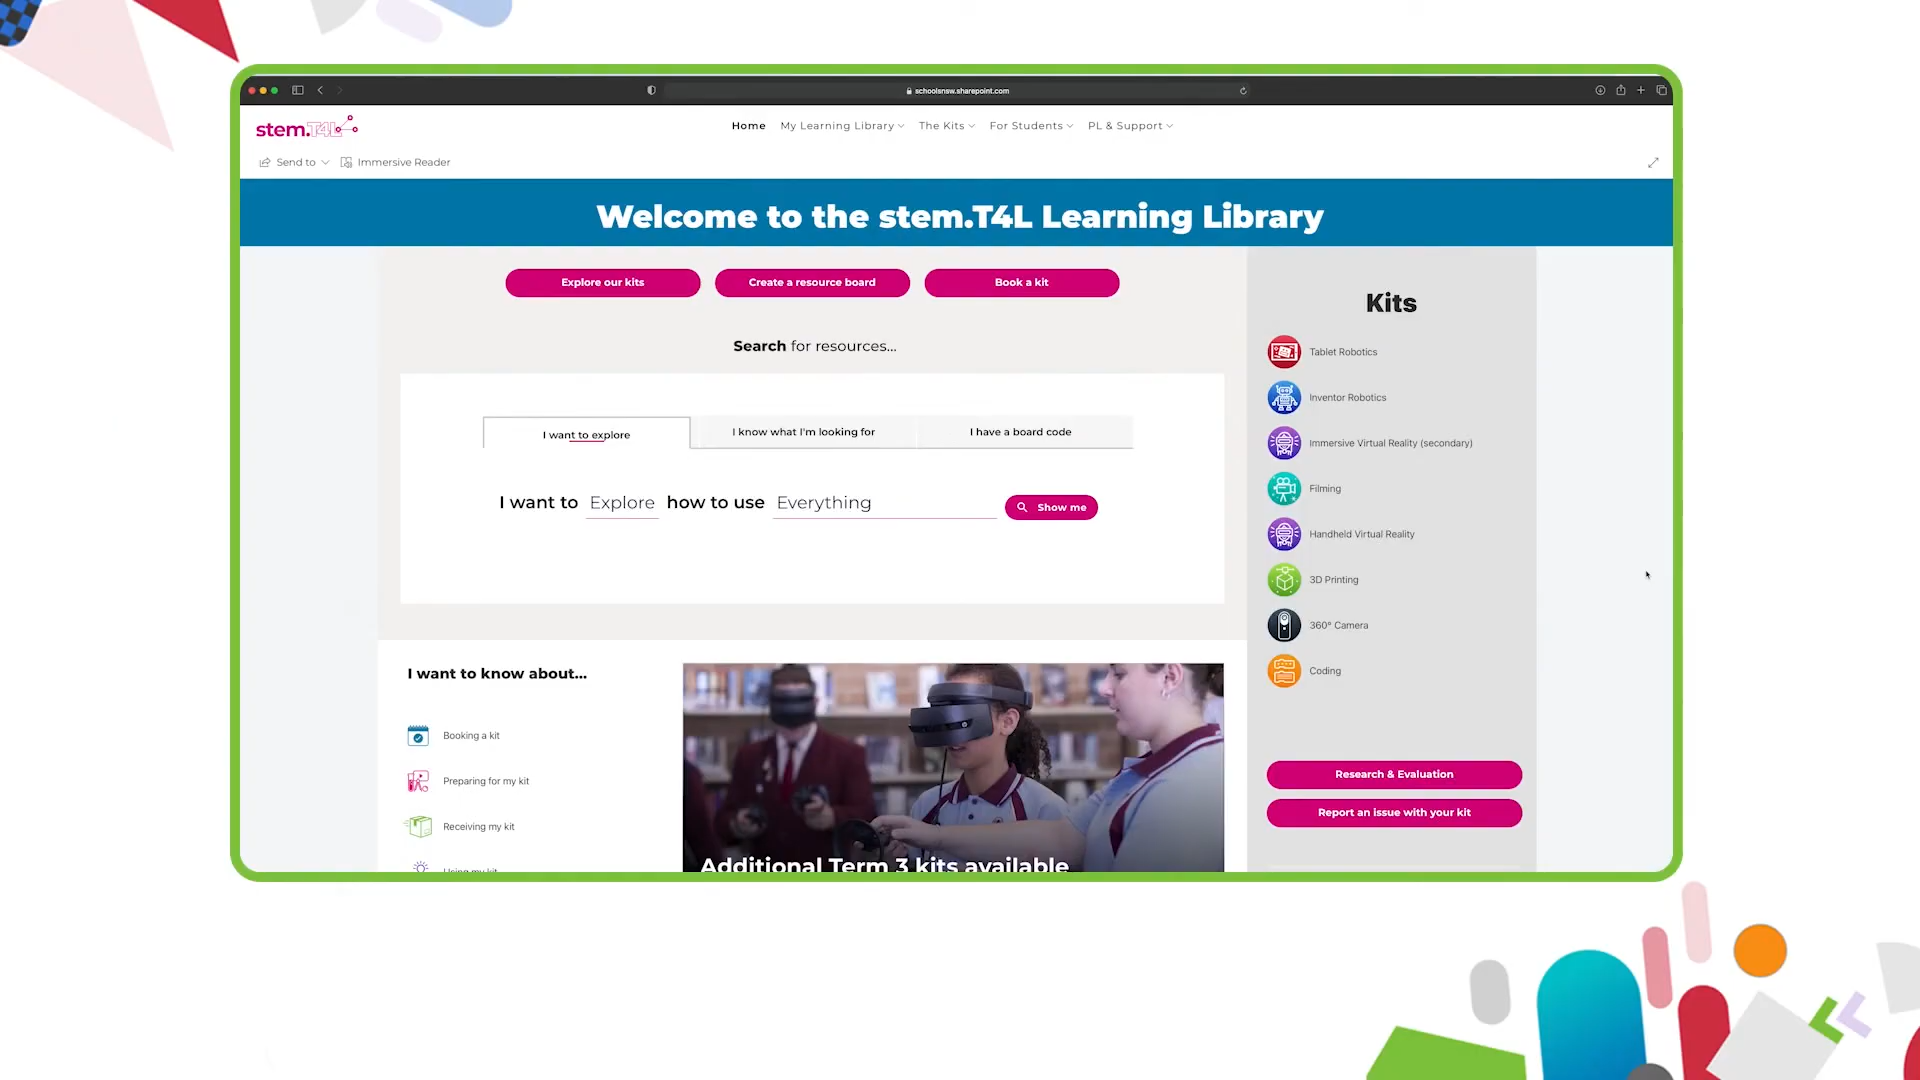 schoolsnsw.sharepoint.com
stem.T4L
Home My Learning Library The Kits For Students PL & Support
Send to Immersive Reader
Welcome to the stem.T4L Learning Library
Explore our kits Create a resource board Book a kit
Search for resources...
I want to explore I know what I'm looking for I have a board code
I want to Explore how to use Everything Show me
Kits
Tablet Robotics
Inventor Robotics
Immersive Virtual Reality (secondary)
Filming
Handheld Virtual Reality
3D Printing
360° Camera
Coding
Research & Evaluation
Report an issue with your kit
I want to know about...
Booking a kit
Preparing for my kit
Receiving my kit
Using my kit
Additional Term 3 kits available